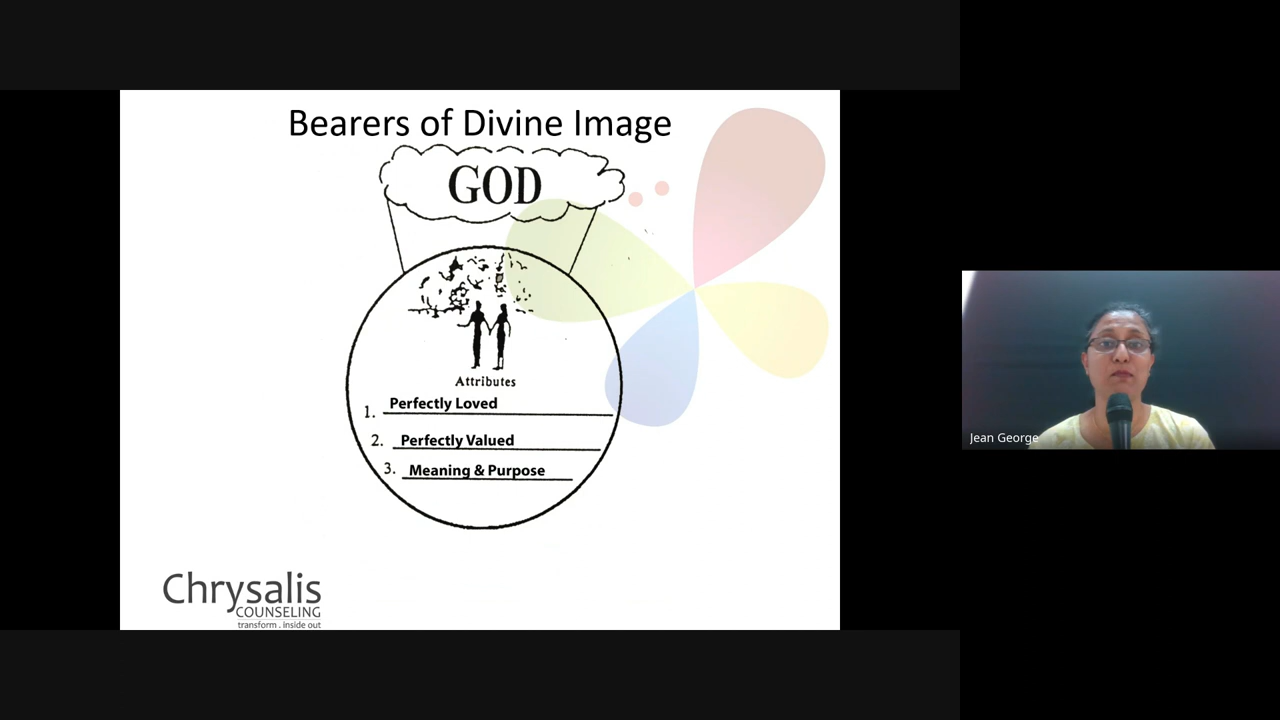 Bearers of Divine Image
GOD
Attributes
1. Perfectly Loved
2. Perfectly Valued
3. Meaning & Purpose
Chrysalis
COUNSELING
transform . inside out
Jean George